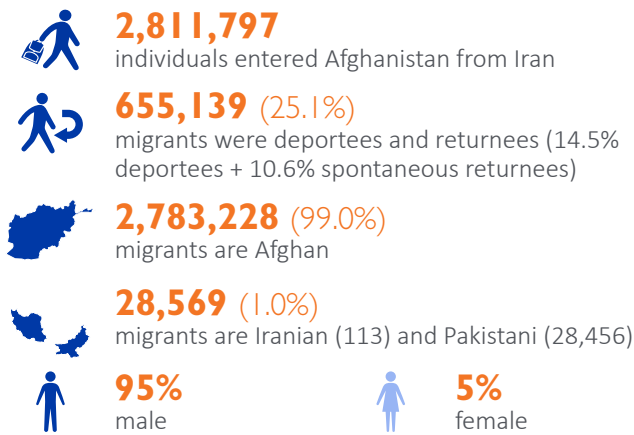 2,811,797
individuals entered Afghanistan from Iran
655,139 (25.1%)
migrants were deportees and returnees (14.5%
deportees + 10.6% spontaneous returnees)
2,783,228 (99.0%)
migrants are Afghan
28,569 (1.0%)
migrants are Iranian (113) and Pakistani (28,456)
95%
male
5%
female